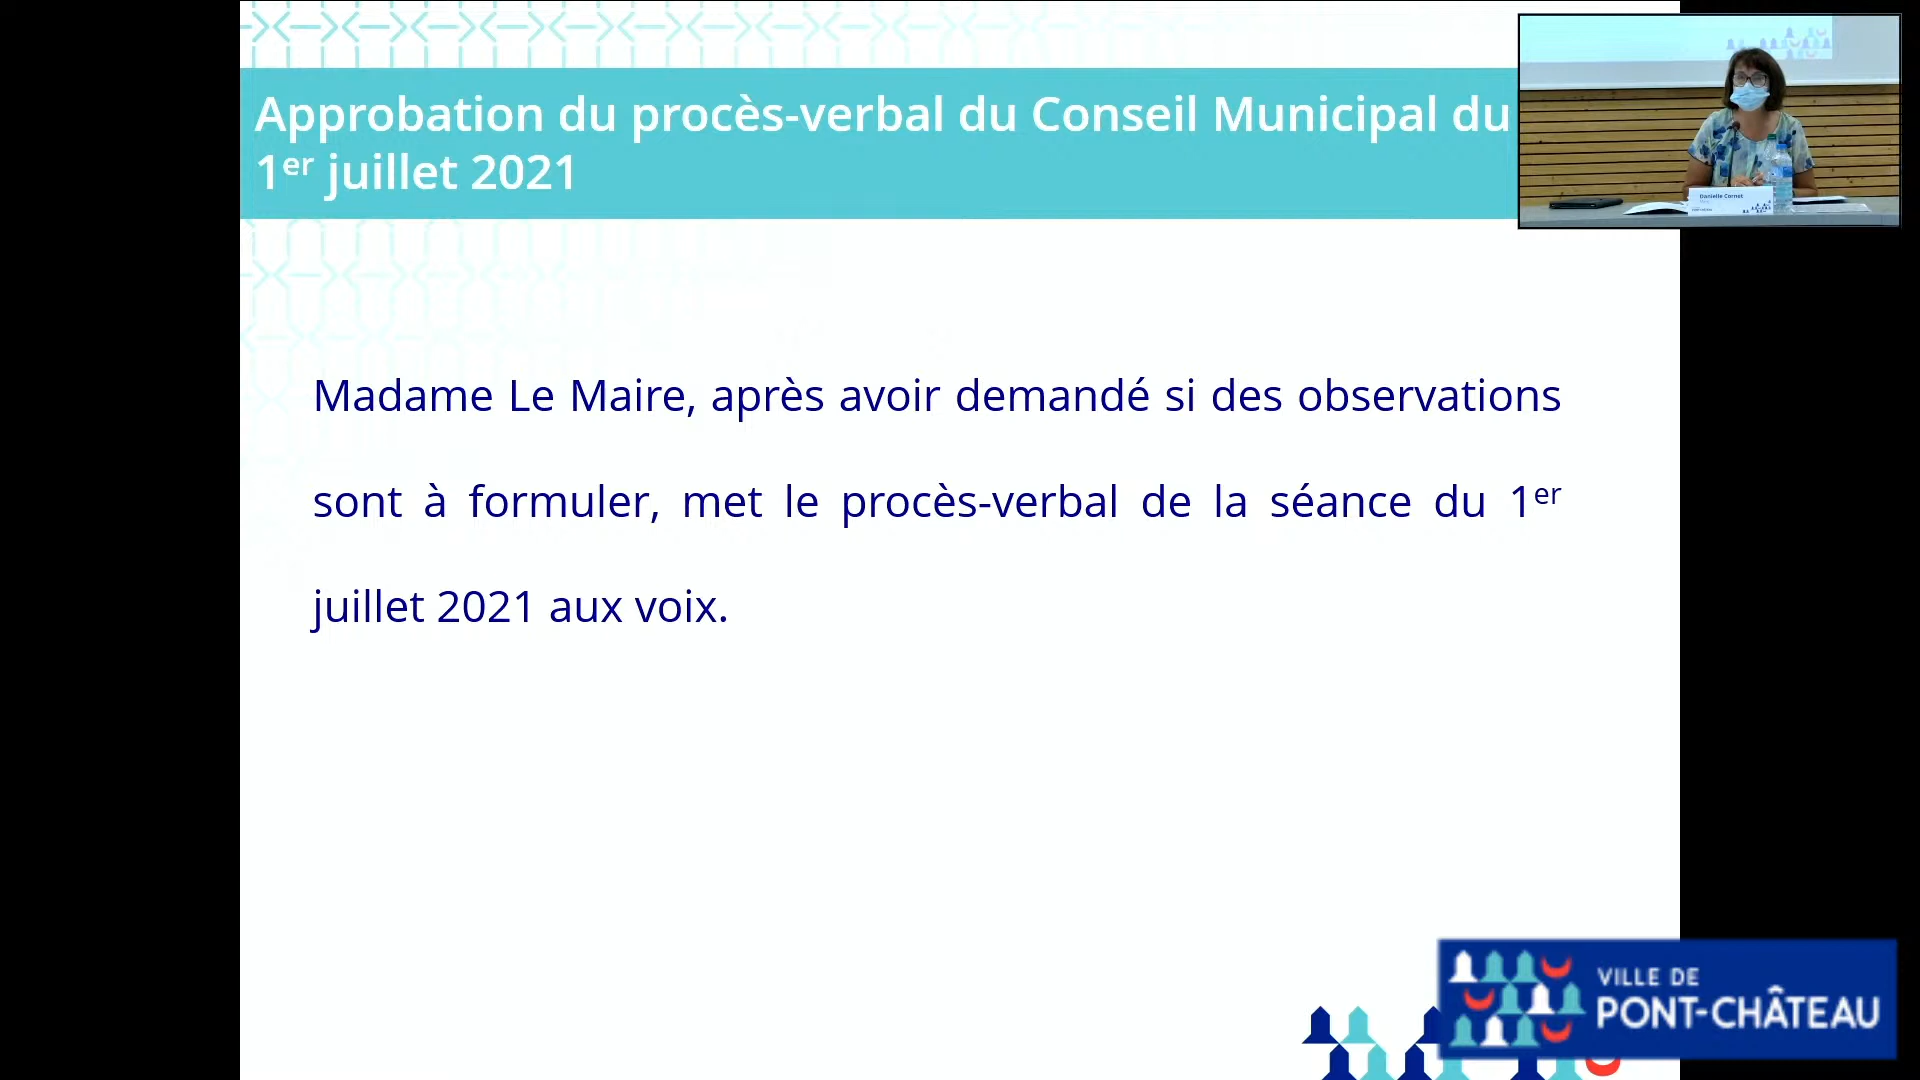 Approbation du procès-verbal du Conseil Municipal du
1er juillet 2021
Danielle Cornet
Madame Le Maire, après avoir demandé si des observations
sont à formuler, met le procès-verbal de la séance du 1er
juillet 2021 aux voix.
VILLE DE
PONT-CHÂTEAU